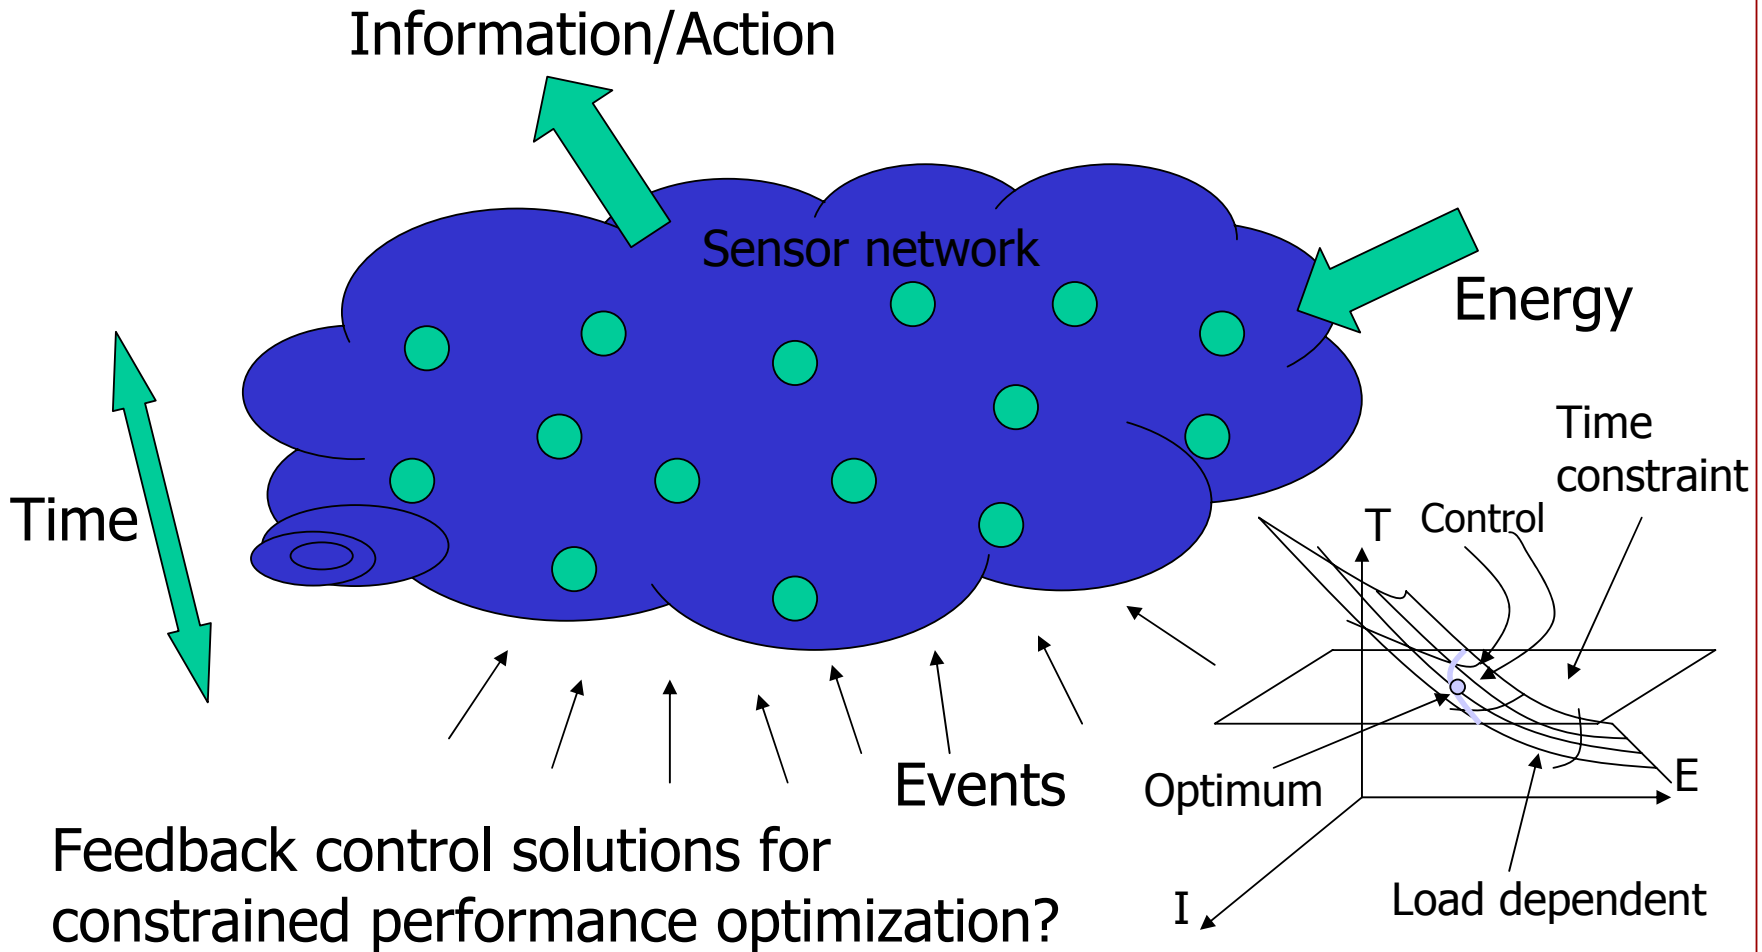 Information/Action
Sensor network
Energy
Time
Time
constraint
T
Control
Events
Optimum
E
I
Load dependent
Feedback control solutions for
constrained performance optimization?